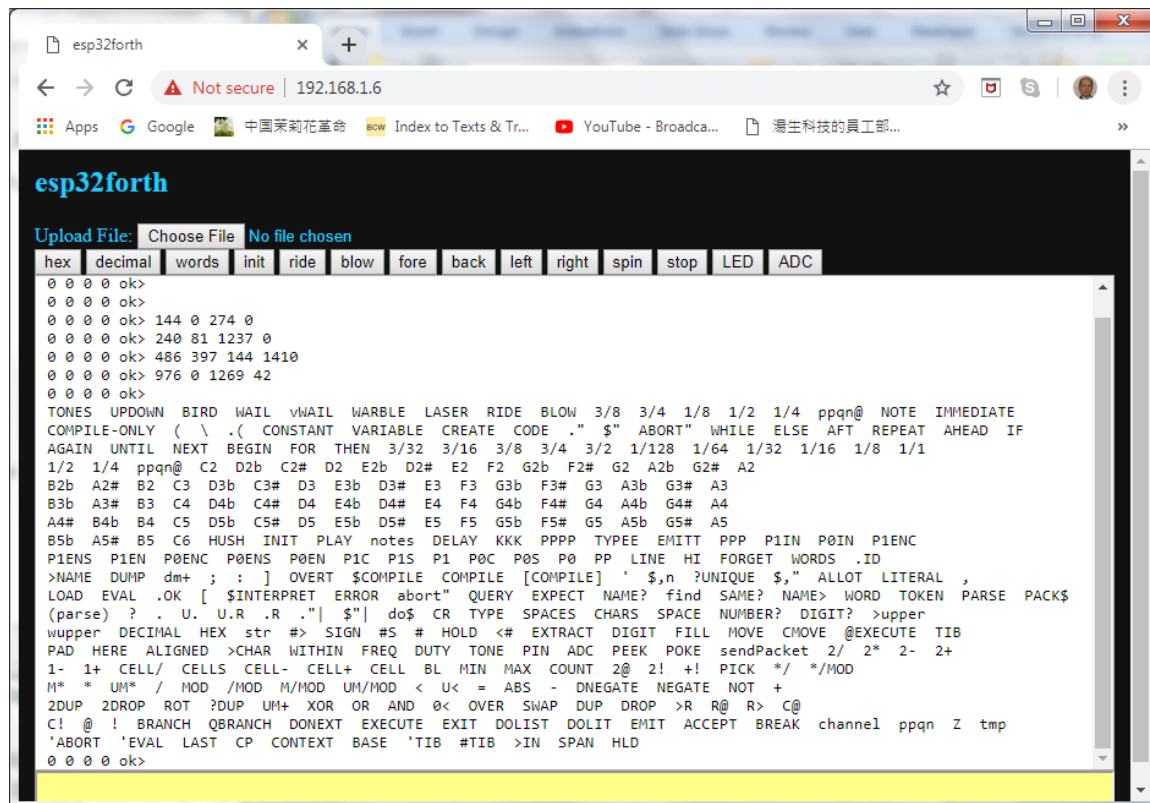 esp32forth
Not secure | 192.168.1.6
Apps Google 中国茉莉花革命 BCW Index to Texts & Tr... YouTube - Broadca... 湯生科技的員工部... »
esp32forth
Upload File: Choose File No file chosen
hex decimal words init ride blow fore back left right spin stop LED ADC
0 0 0 0 ok>
0 0 0 0 ok>
0 0 0 0 ok> 144 0 274 0
0 0 0 0 ok> 240 81 1237 0
0 0 0 0 ok> 486 397 144 1410
0 0 0 0 ok> 976 0 1269 42
0 0 0 0 ok>
TONES UPDOWN BIRD WAIL vWAIL WARBLE LASER RIDE BLOW 3/8 3/4 1/8 1/2 1/4 ppqn@ NOTE IMMEDIATE
COMPILE-ONLY ( \ .( CONSTANT VARIABLE CREATE CODE ." $" ABORT" WHILE ELSE AFT REPEAT AHEAD IF
AGAIN UNTIL NEXT BEGIN FOR THEN 3/32 3/16 3/8 3/4 3/2 1/128 1/64 1/32 1/16 1/8 1/1
1/2 1/4 ppqn@ C2 D2b C2# D2 E2b D2# E2 F2 G2b F2# G2 A2b G2# A2
B2b A2# B2 C3 D3b C3# D3 E3b D3# E3 F3 G3b F3# G3 A3b G3# A3
B3b A3# B3 C4 D4b C4# D4 E4b D4# E4 F4 G4b F4# G4 A4b G4# A4
A4# B4b B4 C5 D5b C5# D5 E5b D5# E5 F5 G5b F5# G5 A5b G5# A5
B5b A5# B5 C6 HUSH INIT PLAY notes DELAY KKK PPPP TYPEE EMITT PPP P1IN P0IN P1ENC
P1ENS P1EN P0ENC P0ENS P0EN P1C P1S P1 P0C P0S P0 PP LINE HI FORGET WORDS .ID
>NAME DUMP dm+ ; : ] OVERT $COMPILE COMPILE [COMPILE] ' $,n ?UNIQUE $," ALLOT LITERAL ,
LOAD EVAL .OK [ $INTERPRET ERROR abort" QUERY EXPECT NAME? find SAME? NAME> WORD TOKEN PARSE PACK$
(parse) ? . U. U.R .R ."| $"| do$ CR TYPE SPACES CHARS SPACE NUMBER? DIGIT? >upper
wupper DECIMAL HEX str #> SIGN #S # HOLD <# EXTRACT DIGIT FILL MOVE CMOVE @EXECUTE TIB
PAD HERE ALIGNED >CHAR WITHIN FREQ DUTY TONE PIN ADC PEEK POKE sendPacket 2/ 2* 2- 2+
1- 1+ CELL/ CELLS CELL- CELL+ CELL BL MIN MAX COUNT 2@ 2! +! PICK */ */MOD
M* * UM* / MOD /MOD M/MOD UM/MOD < U< = ABS - DNEGATE NEGATE NOT +
2DUP 2DROP ROT ?DUP UM+ XOR OR AND 0< OVER SWAP DUP DROP >R R@ R> C@
C! @ ! BRANCH QBRANCH DONEXT EXECUTE EXIT DOLIST DOLIT EMIT ACCEPT BREAK channel ppqn Z tmp
'ABORT 'EVAL LAST CP CONTEXT BASE 'TIB #TIB >IN SPAN HLD
0 0 0 0 ok>